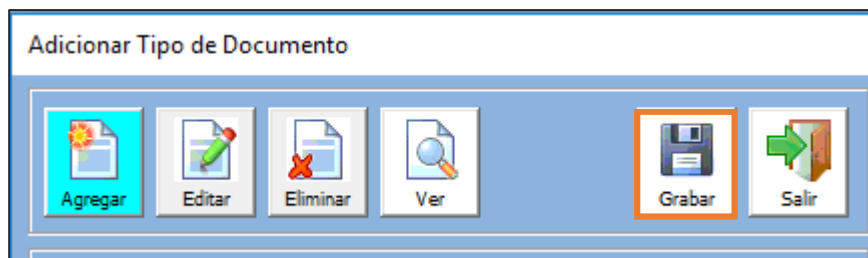 Adicionar Tipo de Documento
Agregar Editar Eliminar Ver Grabar Salir